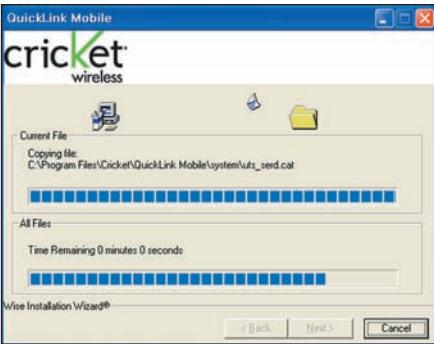 QuickLink Mobile
cricket
wireless
Current File
Copying file:
C:\Program Files\Cricket\QuickLink Mobile\system\uts_serd.cat
All Files
Time Remaining 0 minutes 0 seconds
Wise Installation Wizard®
< Back
Next >
Cancel